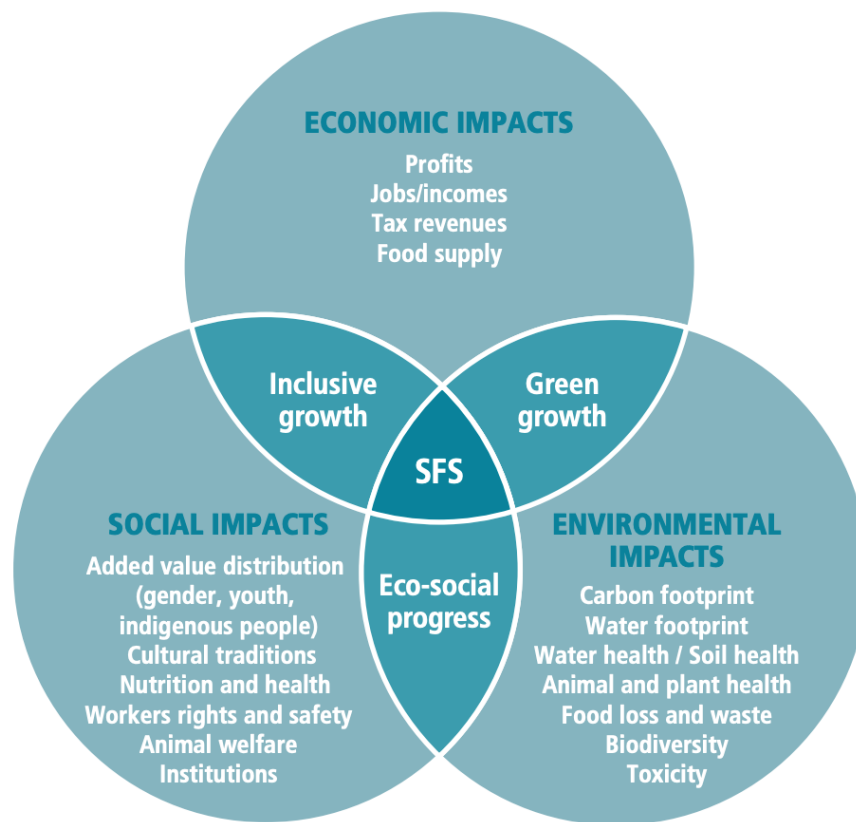 ECONOMIC IMPACTS
Profits
Jobs/incomes
Tax revenues
Food supply
Inclusive
growth
Green
growth
SFS
SOCIAL IMPACTS
Added value distribution
(gender, youth,
indigenous people)
Cultural traditions
Nutrition and health
Workers rights and safety
Animal welfare
Institutions
Eco-social
progress
ENVIRONMENTAL
IMPACTS
Carbon footprint
Water footprint
Water health / Soil health
Animal and plant health
Food loss and waste
Biodiversity
Toxicity